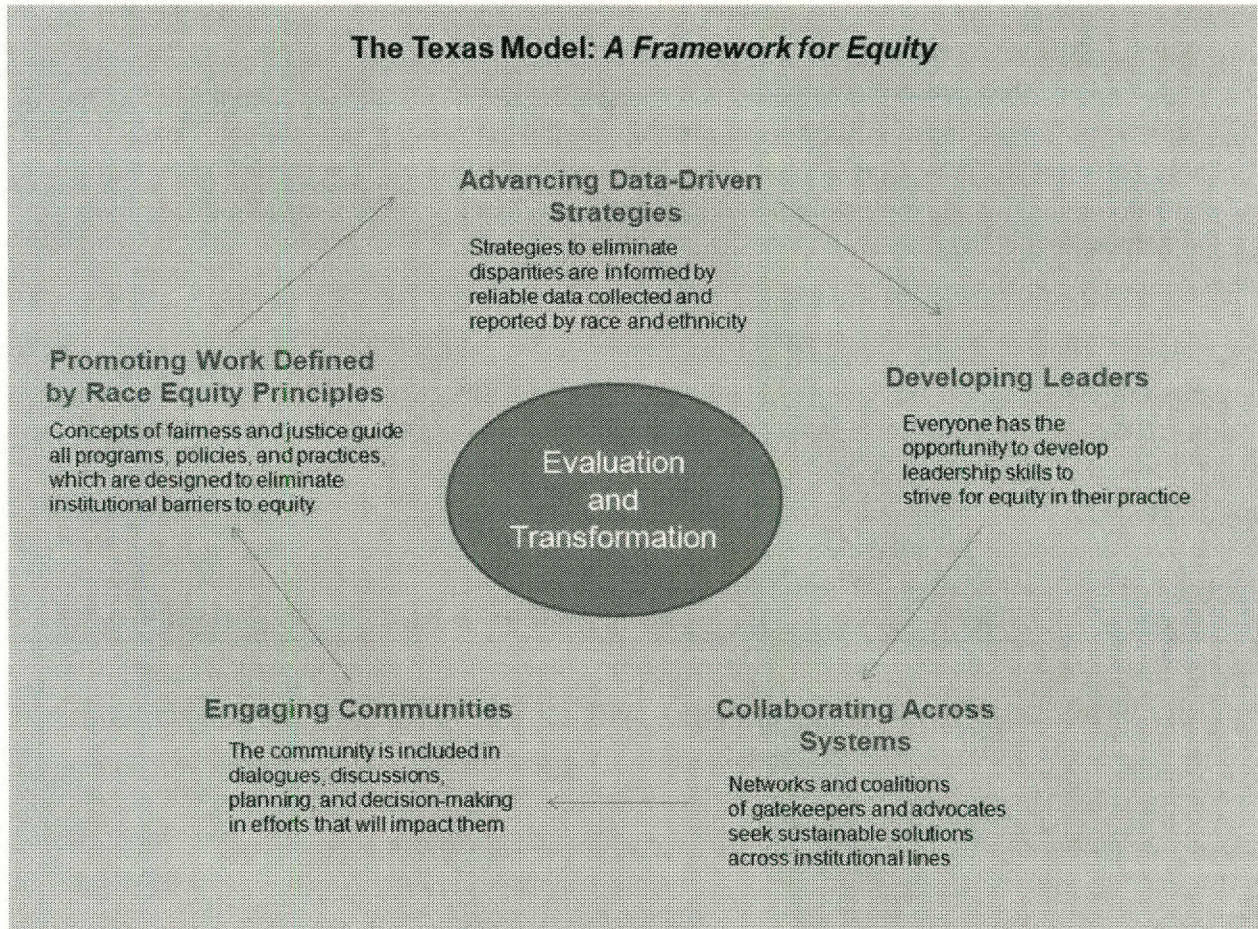 The Texas Model: A Framework for Equity
Advancing Data-Driven
Strategies
Strategies to eliminate
disparities are informed by
reliable data collected and
reported by race and ethnicity
Developing Leaders
Everyone has the
opportunity to develop
leadership skills to
strive for equity in their practice
Collaborating Across
Systems
Networks and coalitions
of gatekeepers and advocates
seek sustainable solutions
across institutional lines
Engaging Communities
The community is included in
dialogues, discussions,
planning, and decision-making
in efforts that will impact them
Promoting Work Defined
by Race Equity Principles
Concepts of fairness and justice guide
all programs, policies, and practices,
which are designed to eliminate
institutional barriers to equity
Evaluation
and
Transformation